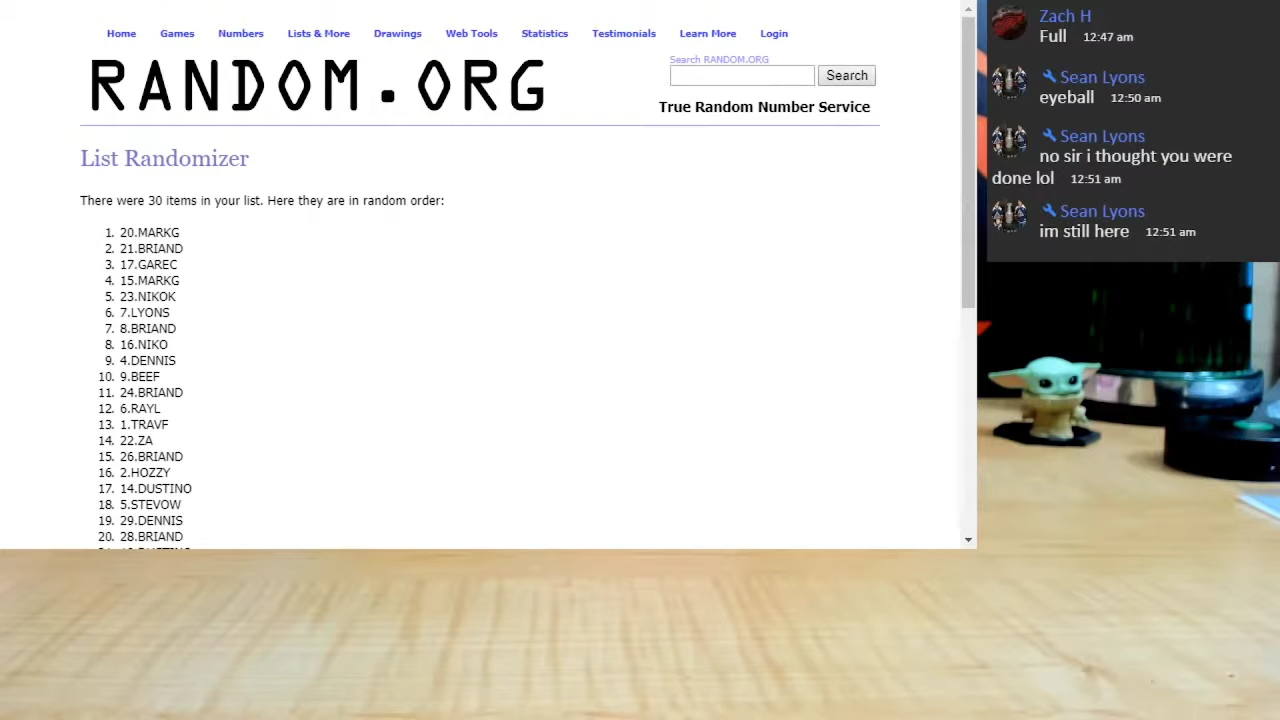 Home Games Numbers Lists & More Drawings Web Tools Statistics Testimonials Learn More Login
RANDOM.ORG
Search RANDOM.ORG
Search
True Random Number Service
List Randomizer
There were 30 items in your list. Here they are in random order:
1. 20.MARKG
2. 21.BRIAND
3. 17.GAREC
4. 15.MARKG
5. 23.NIKOK
6. 7.LYONS
7. 8.BRIAND
8. 16.NIKO
9. 4.DENNIS
10. 9.BEEF
11. 24.BRIAND
12. 6.RAYL
13. 1.TRAVF
14. 22.ZA
15. 26.BRIAND
16. 2.HOZZY
17. 14.DUSTINO
18. 5.STEVOW
19. 29.DENNIS
20. 28.BRIAND
Zach H
Full 12:47 am
Sean Lyons
eyeball 12:50 am
Sean Lyons
no sir i thought you were
done lol 12:51 am
Sean Lyons
im still here 12:51 am